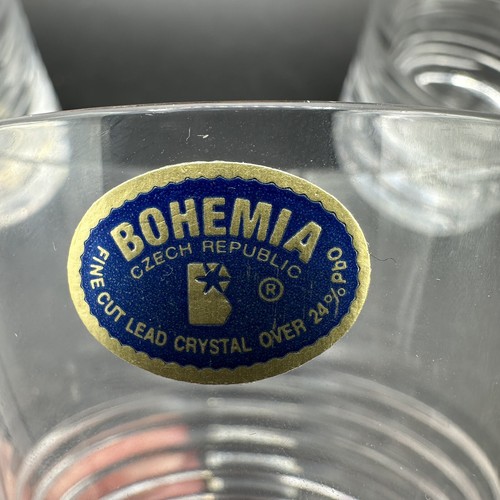 BOHEMIA
CZECH REPUBLIC
B ®
FINE CUT LEAD CRYSTAL OVER 24% PbO